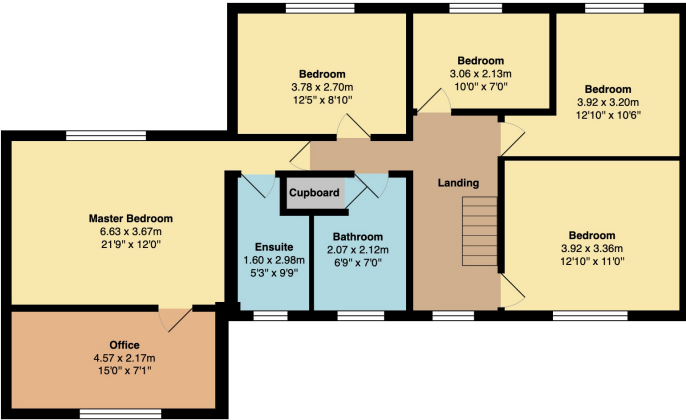 Bedroom
3.78 x 2.70m
12'5" x 8'10"
Bedroom
3.06 x 2.13m
10'0" x 7'0"
Bedroom
3.92 x 3.20m
12'10" x 10'6"
Master Bedroom
6.63 x 3.67m
21'9" x 12'0"
Cupboard
Landing
Ensuite
1.60 x 2.98m
5'3" x 9'9"
Bathroom
2.07 x 2.12m
6'9" x 7'0"
Bedroom
3.92 x 3.36m
12'10" x 11'0"
Office
4.57 x 2.17m
15'0" x 7'1"